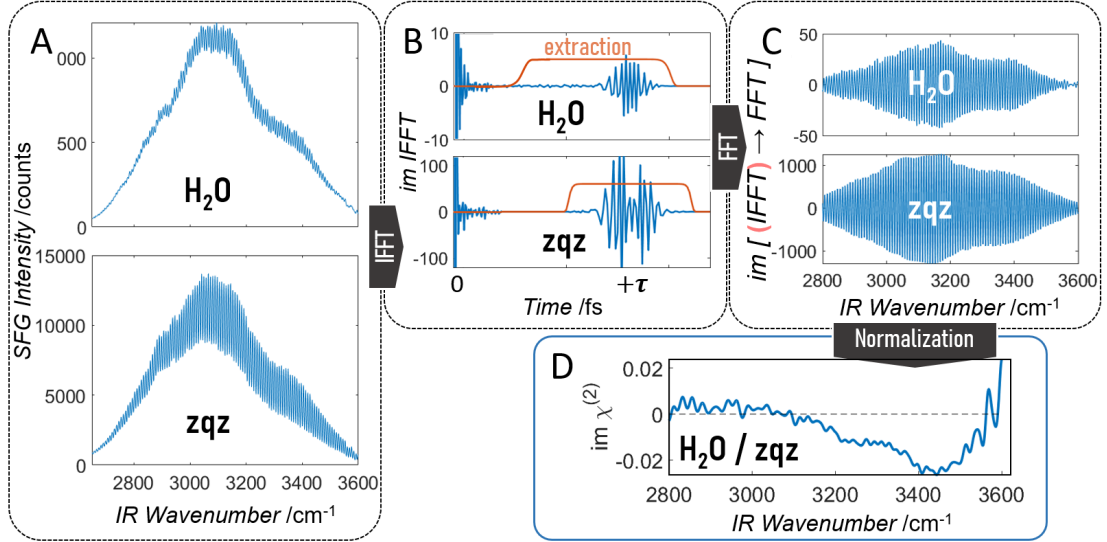 A
000
500
0
H₂O
15000
10000
5000
0
zqz
SFG Intensity /counts
2800 3000 3200 3400 3600
IR Wavenumber /cm⁻¹
IFFT
B
extraction
10
0
-10
H₂O
im IFFT
100
0
-100
zqz
0 +τ
Time /fs
FFT
C
50
0
-50
H₂O
im [ (IFFT) → FFT ]
1000
0
-1000
zqz
2800 3000 3200 3400 3600
IR Wavenumber /cm⁻¹
Normalization
D
0.02
0
-0.02
im χ⁽²⁾
H₂O / zqz
2800 3000 3200 3400 3600
IR Wavenumber /cm⁻¹